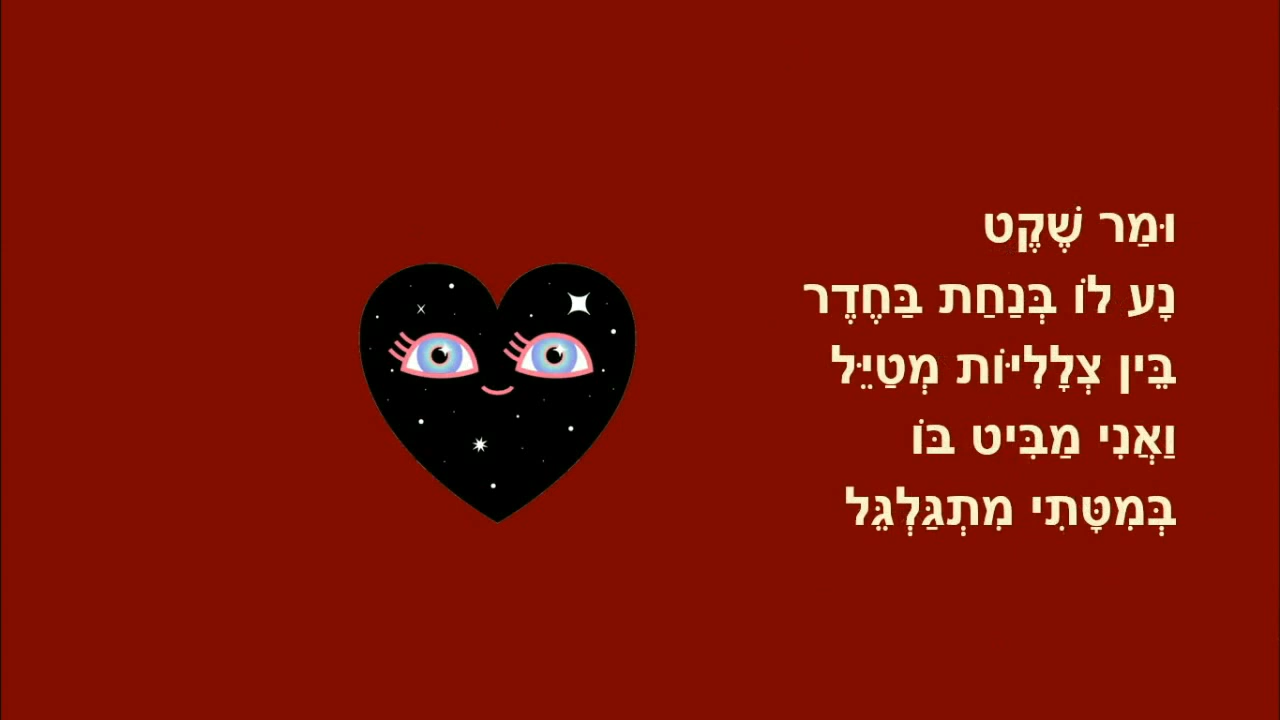 וּמַר שֶׁקֶט
נָע לוֹ בְּנַחַת בַּחֶדֶר
בֵּין צְלָלִיּוֹת מְטַיֵּל
וַאֲנִי מַבִּיט בּוֹ
בְּמִטָּתִי מִתְגַּלְגֵּל